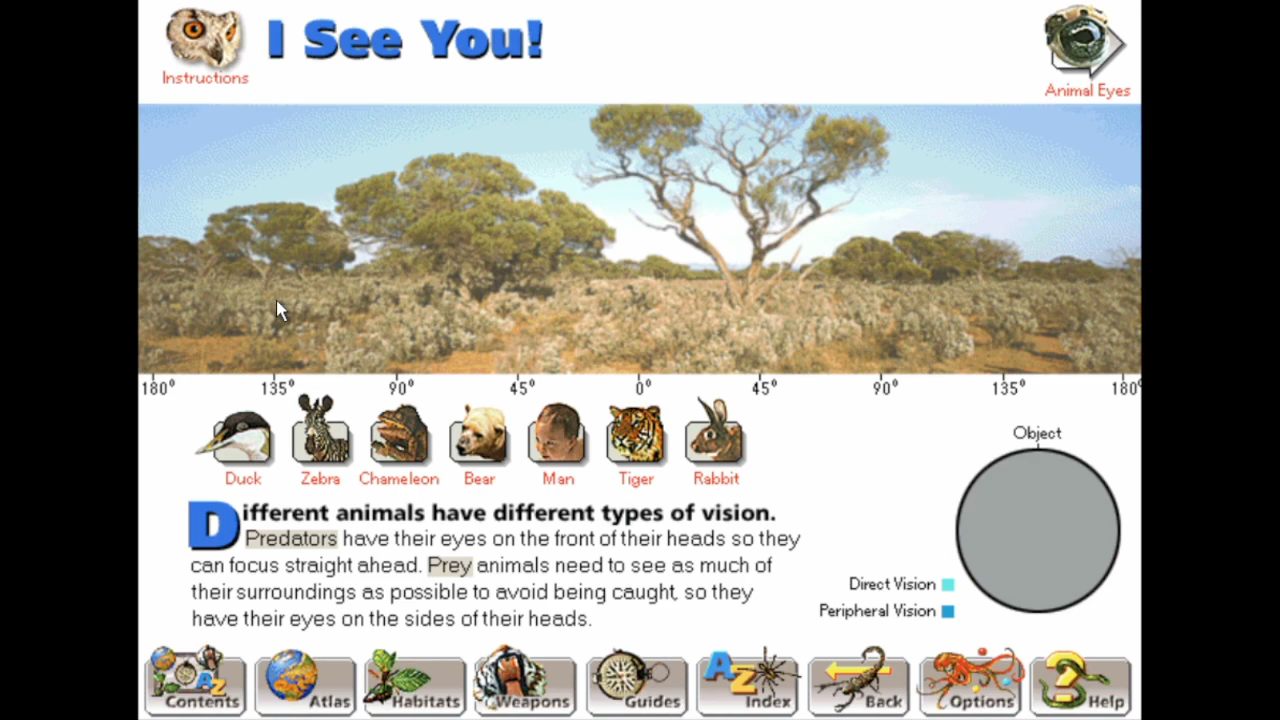 I See You!
Instructions
Animal Eyes
180° 135° 90° 45° 0° 45° 90° 135° 180°
Duck Zebra Chameleon Bear Man Tiger Rabbit
Object
Different animals have different types of vision.
Predators have their eyes on the front of their heads so they
can focus straight ahead. Prey animals need to see as much of
their surroundings as possible to avoid being caught, so they
have their eyes on the sides of their heads.
Direct Vision
Peripheral Vision
Contents Atlas Habitats Weapons Guides Index Back Options Help
AZ
AZ